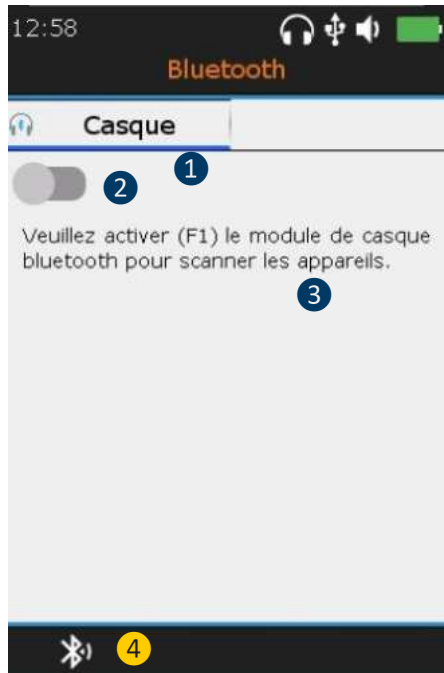 12:58
Bluetooth
Casque
1
2
Veuillez activer (F1) le module de casque
bluetooth pour scanner les appareils.
3
4